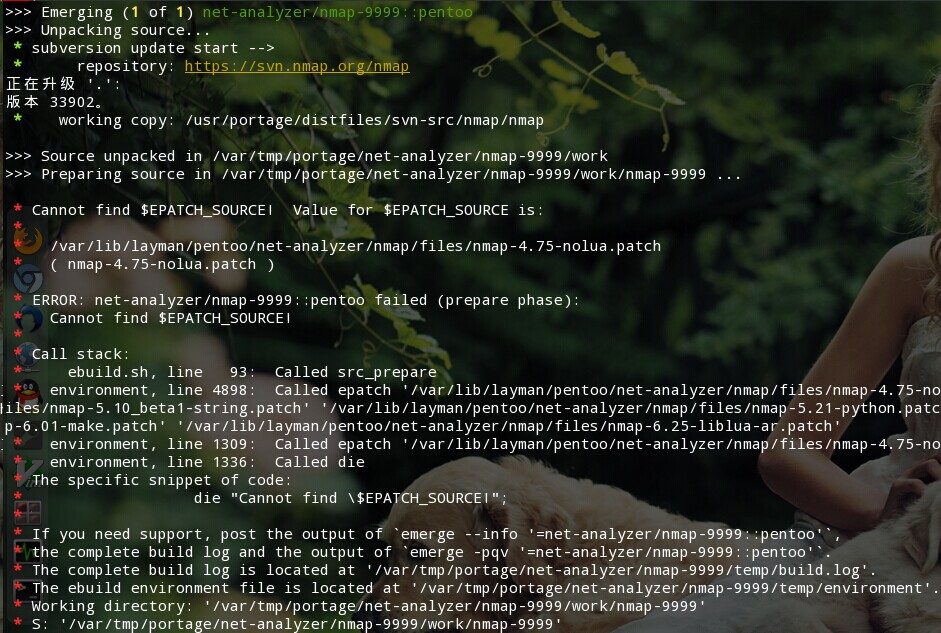 >>> Emerging (1 of 1) net-analyzer/nmap-9999::pentoo
>>> Unpacking source...
* subversion update start -->
*      repository: https://svn.nmap.org/nmap
正在升级 '.':
版本 33902。
*    working copy: /usr/portage/distfiles/svn-src/nmap/nmap
>>> Source unpacked in /var/tmp/portage/net-analyzer/nmap-9999/work
>>> Preparing source in /var/tmp/portage/net-analyzer/nmap-9999/work/nmap-9999 ...
* Cannot find $EPATCH_SOURCE!  Value for $EPATCH_SOURCE is:
*
*   /var/lib/layman/pentoo/net-analyzer/nmap/files/nmap-4.75-nolua.patch
*   ( nmap-4.75-nolua.patch )
* ERROR: net-analyzer/nmap-9999::pentoo failed (prepare phase):
*   Cannot find $EPATCH_SOURCE!
*
* Call stack:
*     ebuild.sh, line   93:  Called src_prepare
*   environment, line 4898:  Called epatch '/var/lib/layman/pentoo/net-analyzer/nmap/files/nmap-4.75-no
iles/nmap-5.10_beta1-string.patch' '/var/lib/layman/pentoo/net-analyzer/nmap/files/nmap-5.21-python.patc
p-6.01-make.patch' '/var/lib/layman/pentoo/net-analyzer/nmap/files/nmap-6.25-liblua-ar.patch'
*   environment, line 1309:  Called epatch '/var/lib/layman/pentoo/net-analyzer/nmap/files/nmap-4.75-no
*   environment, line 1336:  Called die
* The specific snippet of code:
*                   die "Cannot find \$EPATCH_SOURCE!";
*
* If you need support, post the output of `emerge --info '=net-analyzer/nmap-9999::pentoo'`,
* the complete build log and the output of `emerge -pqv '=net-analyzer/nmap-9999::pentoo'`.
* The complete build log is located at '/var/tmp/portage/net-analyzer/nmap-9999/temp/build.log'.
* The ebuild environment file is located at '/var/tmp/portage/net-analyzer/nmap-9999/temp/environment'.
* Working directory: '/var/tmp/portage/net-analyzer/nmap-9999/work/nmap-9999'
* S: '/var/tmp/portage/net-analyzer/nmap-9999/work/nmap-9999'